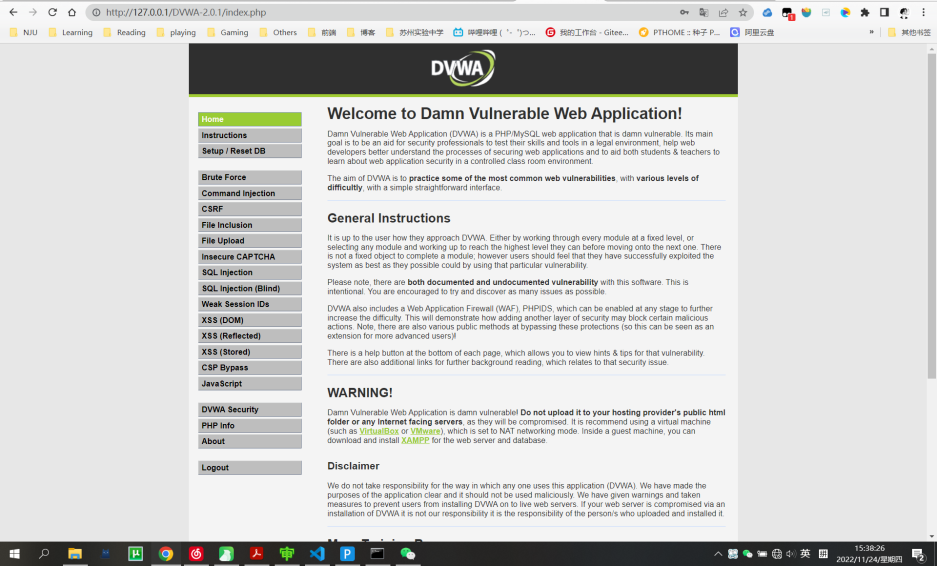 http://127.0.0.1/DVWA-2.0.1/index.php
1
NJU
Learning
Reading
playing
Gaming
Others
前端
博客
苏州实验中学
哔哩哔哩 (゜-゜)つ...
我的工作台 - Gitee...
PTHOME :: 种子 P...
阿里云盘
»
其他书签
DVWA
Home
Instructions
Setup / Reset DB
Brute Force
Command Injection
CSRF
File Inclusion
File Upload
Insecure CAPTCHA
SQL Injection
SQL Injection (Blind)
Weak Session IDs
XSS (DOM)
XSS (Reflected)
XSS (Stored)
CSP Bypass
JavaScript
DVWA Security
PHP Info
About
Logout
Welcome to Damn Vulnerable Web Application!
Damn Vulnerable Web Application (DVWA) is a PHP/MySQL web application that is damn vulnerable. Its main
goal is to be an aid for security professionals to test their skills and tools in a legal environment, help web
developers better understand the processes of securing web applications and to aid both students & teachers to
learn about web application security in a controlled class room environment.
The aim of DVWA is to practice some of the most common web vulnerabilities, with various levels of
difficultly, with a simple straightforward interface.
General Instructions
It is up to the user how they approach DVWA. Either by working through every module at a fixed level, or
selecting any module and working up to reach the highest level they can before moving onto the next one. There
is not a fixed object to complete a module; however users should feel that they have successfully exploited the
system as best as they possible could by using that particular vulnerability.
Please note, there are both documented and undocumented vulnerability with this software. This is
intentional. You are encouraged to try and discover as many issues as possible.
DVWA also includes a Web Application Firewall (WAF), PHPIDS, which can be enabled at any stage to further
increase the difficulty. This will demonstrate how adding another layer of security may block certain malicious
actions. Note, there are also various public methods at bypassing these protections (so this can be seen as an
extension for more advanced users)!
There is a help button at the bottom of each page, which allows you to view hints & tips for that vulnerability.
There are also additional links for further background reading, which relates to that security issue.
WARNING!
Damn Vulnerable Web Application is damn vulnerable! Do not upload it to your hosting provider's public html
folder or any Internet facing servers, as they will be compromised. It is recommend using a virtual machine
(such as VirtualBox or VMware), which is set to NAT networking mode. Inside a guest machine, you can
download and install XAMPP for the web server and database.
Disclaimer
We do not take responsibility for the way in which any one uses this application (DVWA). We have made the
purposes of the application clear and it should not be used maliciously. We have given warnings and taken
measures to prevent users from installing DVWA on to live web servers. If your web server is compromised via an
installation of DVWA it is not our responsibility it is the responsibility of the person/s who uploaded and installed it.
英
15:38:26
2022/11/24/星期四
2